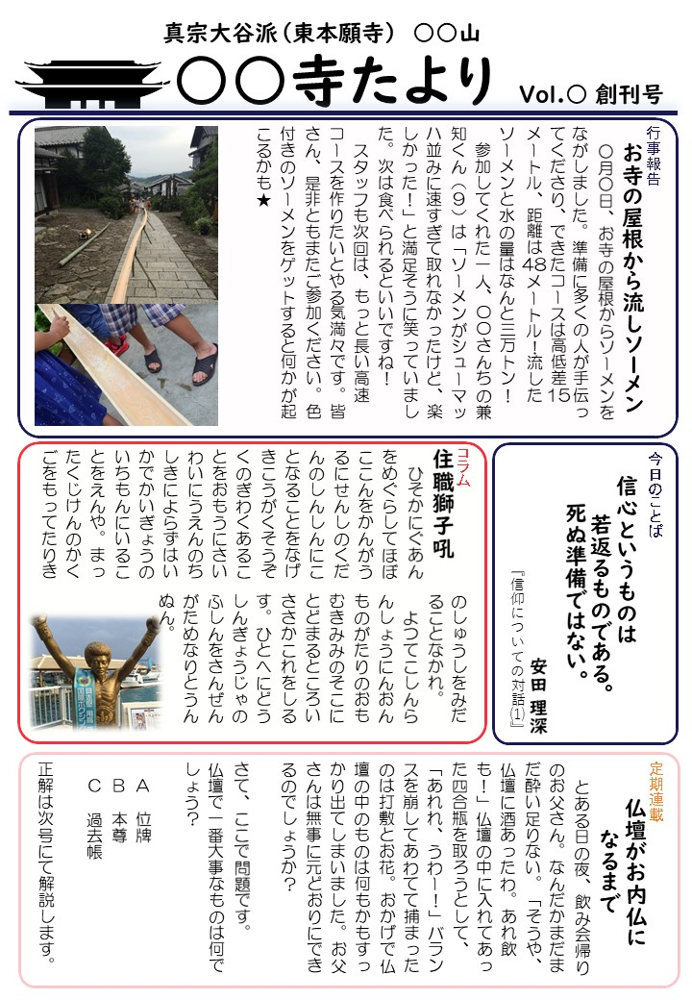 真宗大谷派（東本願寺）　〇〇山
〇〇寺たより
Vol.〇 創刊号
行事報告
お寺の屋根から流しソーメン
〇月〇日、お寺の屋根からソーメンを
ながしました。準備に多くの人が手伝っ
てくださり、できたコースは高低差15
メートル、距離は48メートル！流した
ソーメンと水の量はなんと三万トン！
参加してくれた一人、〇〇さんちの兼
知くん（9）は「ソーメンがシューマッ
ハ並みに速すぎて取れなかったけど、楽
しかった！」と満足そうに笑っていまし
た。次は食べられるといいですね！
スタッフも次回は、もっと長い高速
コースを作りたいとやる気満々です。皆
さん、是非ともまたご参加ください。色
付きのソーメンをゲットすると何かが起
こるかも★
今日のことば
信心というものは
若返るものである。
死ぬ準備ではない。
安田 理深
『信仰についての対話⑴』
コラム
住職獅子吼
ひそかにぐあん
をめぐらしてほぼ
ここんをかんがう
るにせんしのくだ
んのしんしんにこ
となることをなげ
きこうがくそうぞ
くのぎわくあるこ
とをおもうにさい
わいにうえんのち
しきによらずはい
かでかいぎょうの
いちもんにいるこ
とをえんや。まっ
たくじけんのかく
ごをもってたりき
のしゅうしをみだ
ることなかれ。
よってこしんら
んしょうにんおん
ものがたりのおも
むきみみのそこに
とどまるところい
ささかこれをしる
す。ひとへにどう
しんぎょうじゃの
ふしんをさんぜん
がためなりとうん
ぬん。
定期連載
仏壇がお内仏に
なるまで
とある日の夜、飲み会帰り
のお父さん。なんだかまだま
だ酔い足りない。「そうや、
仏壇に酒あったわ。あれ飲
も！」仏壇の中に入れてあっ
た四合瓶を取ろうとして、
「あれれ、うわー！」バラン
スを崩してあわてて捕まった
のは打敷とお花。おかげで仏
壇の中のものは何もかもすっ
かり出てしまいました。お父
さんは無事に元どおりにでき
るのでしょうか？
さて、ここで問題です。
仏壇で一番大事なものは何で
しょう？
A　位牌
B　本尊
C　過去帳
正解は次号にて解説します。